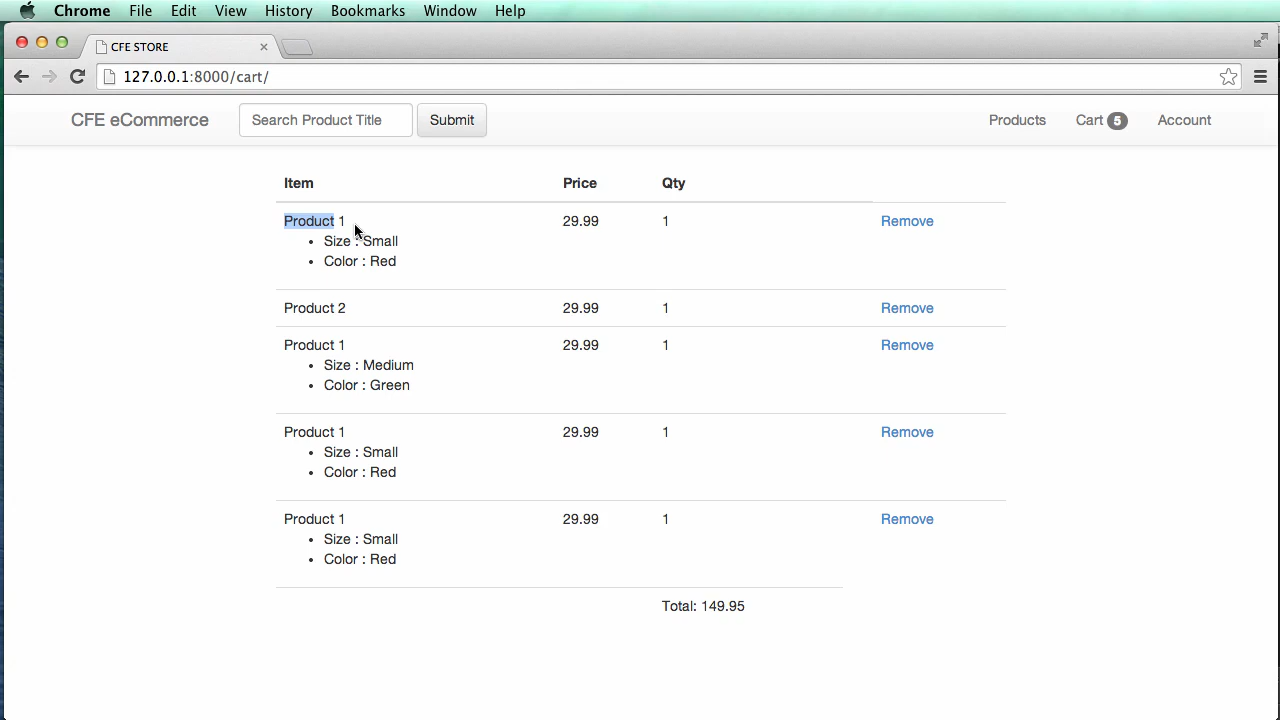 Chrome File Edit View History Bookmarks Window Help
CFE STORE
127.0.0.1:8000/cart/
CFE eCommerce Search Product Title Submit Products Cart 5 Account
Item Price Qty
Product 1 29.99 1 Remove
• Size : Small
• Color : Red
Product 2 29.99 1 Remove
Product 1 29.99 1 Remove
• Size : Medium
• Color : Green
Product 1 29.99 1 Remove
• Size : Small
• Color : Red
Product 1 29.99 1 Remove
• Size : Small
• Color : Red
Total: 149.95